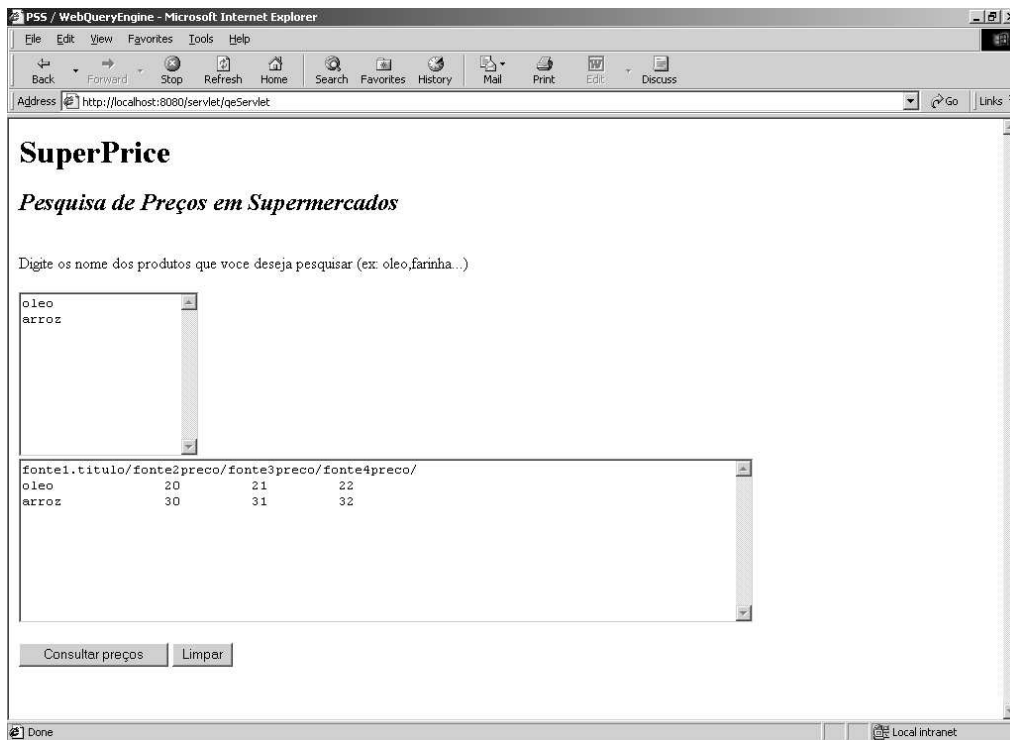 PSS / WebQueryEngine - Microsoft Internet Explorer
File Edit View Favorites Tools Help
Back Forward Stop Refresh Home Search Favorites History Mail Print Edit Discuss
Address http://localhost:8080/servlet/qeServlet Go Links
SuperPrice
Pesquisa de Preços em Supermercados
Digite os nome dos produtos que voce deseja pesquisar (ex: oleo,farinha...)
oleo
arroz
fonte1.titulo/fonte2preco/fonte3preco/fonte4preco/
oleo 20 21 22
arroz 30 31 32
Consultar preços Limpar
Done Local intranet